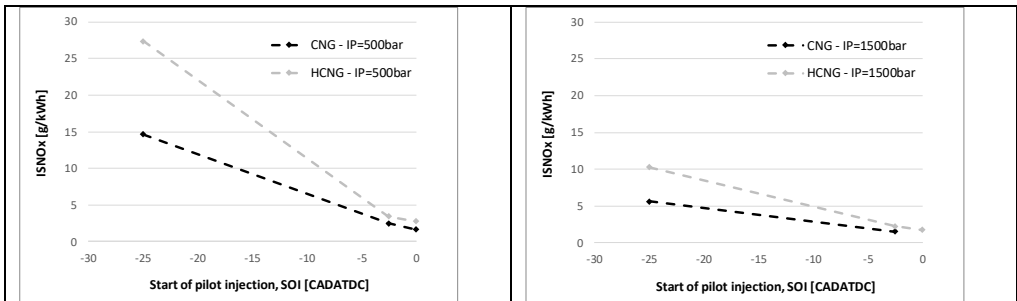 30
25
20
15
10
5
0
ISNOx [g/kWh]
CNG - IP=500bar
HCNG - IP=500bar
-30 -25 -20 -15 -10 -5 0
Start of pilot injection, SOI [CADATDC]
30
25
20
15
10
5
0
ISNOx [g/kWh]
CNG - IP=1500bar
HCNG - IP=1500bar
-30 -25 -20 -15 -10 -5 0
Start of pilot injection, SOI [CADATDC]